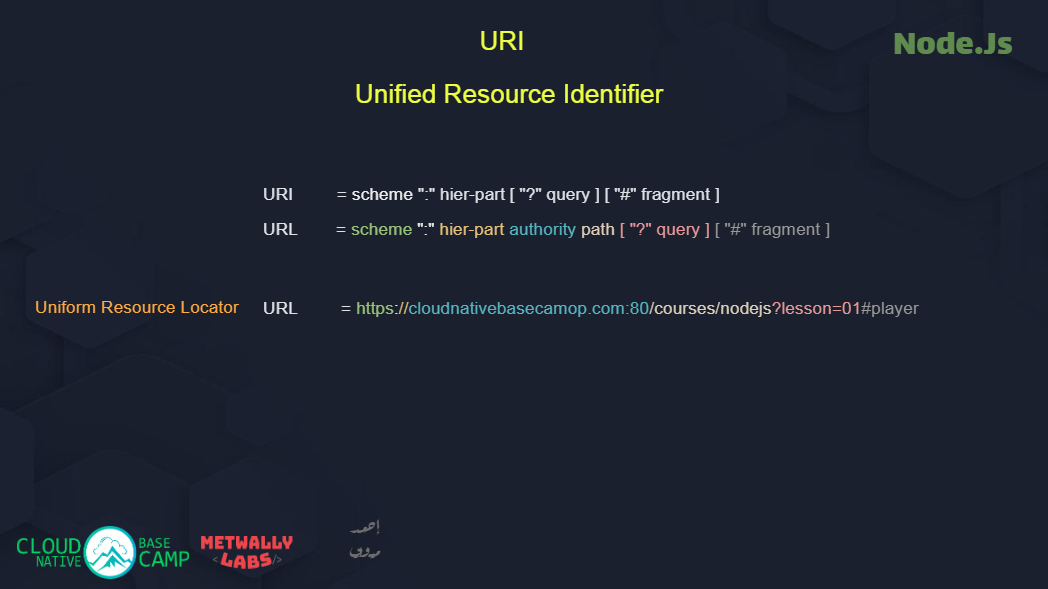 URI
Node.Js
Unified Resource Identifier
URI = scheme ":" hier-part [ "?" query ] [ "#" fragment ]
URL = scheme ":" hier-part authority path [ "?" query ] [ "#" fragment ]
Uniform Resource Locator URL = https://cloudnativebasecamop.com:80/courses/nodejs?lesson=01#player
CLOUD NATIVE BASE CAMP
METWALLY
<LABS/>
أحمد